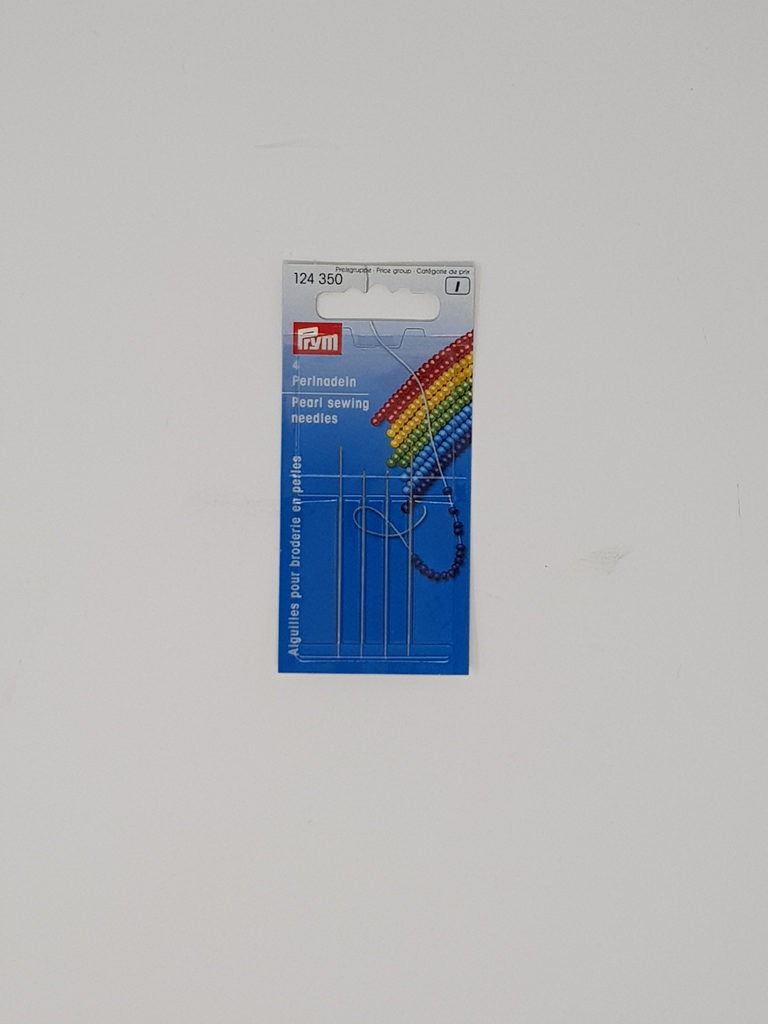 Preisgruppe · Price group · Catégorie de prix
124 350
I
Prym
4
Perlnadeln
Pearl sewing
needles
Aiguilles pour broderie en perles